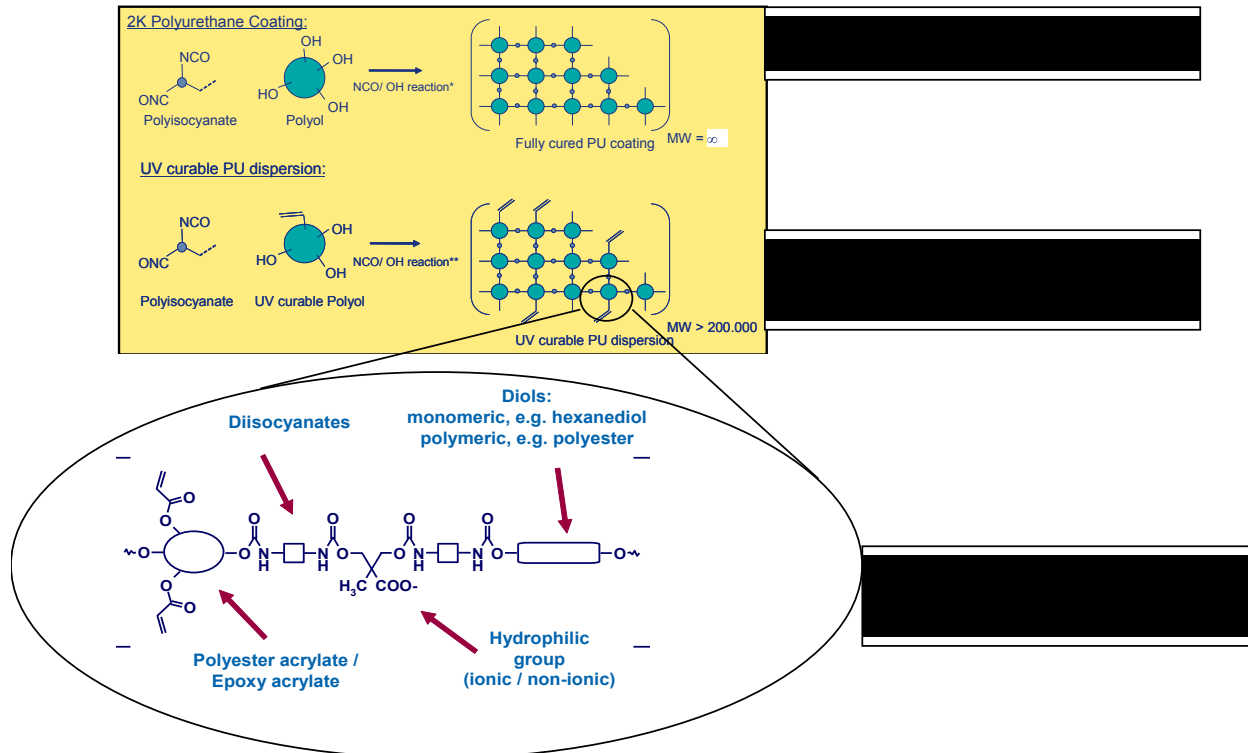 2K Polyurethane Coating:
NCO
ONC
Polyisocyanate
OH
OH
HO
OH
Polyol
NCO/ OH reaction*
Fully cured PU coating
MW = ∞
UV curable PU dispersion:
NCO
ONC
Polyisocyanate
OH
HO
OH
UV curable Polyol
NCO/ OH reaction**
UV curable PU dispersion
MW > 200.000
Diisocyanates
Diols:
monomeric, e.g. hexanediol
polymeric, e.g. polyester
O
O
O
O
O
O
O
O
O
N
H
N
H
O
O
N
H
N
H
O
O
H3C
COO-
O
O
Polyester acrylate /
Epoxy acrylate
Hydrophilic
group
(ionic / non-ionic)